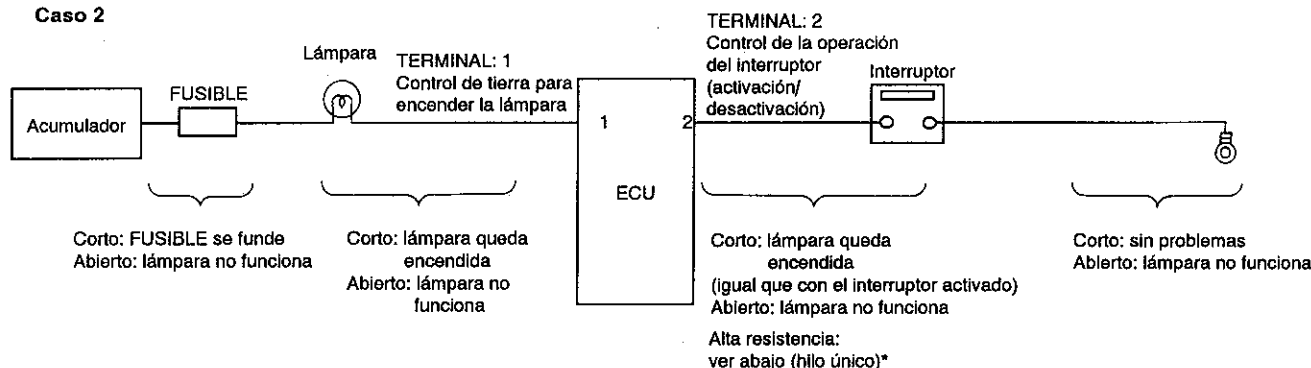 Caso 2
Acumulador
FUSIBLE
Lámpara
TERMINAL: 1
Control de tierra para
encender la lámpara
1
2
ECU
TERMINAL: 2
Control de la operación
del interruptor
(activación/
desactivación)
Interruptor
Corto: FUSIBLE se funde
Abierto: lámpara no funciona
Corto: lámpara queda
encendida
Abierto: lámpara no
funciona
Corto: lámpara queda
encendida
(igual que con el interruptor activado)
Abierto: lámpara no funciona
Alta resistencia:
ver abajo (hilo único)*
Corto: sin problemas
Abierto: lámpara no funciona